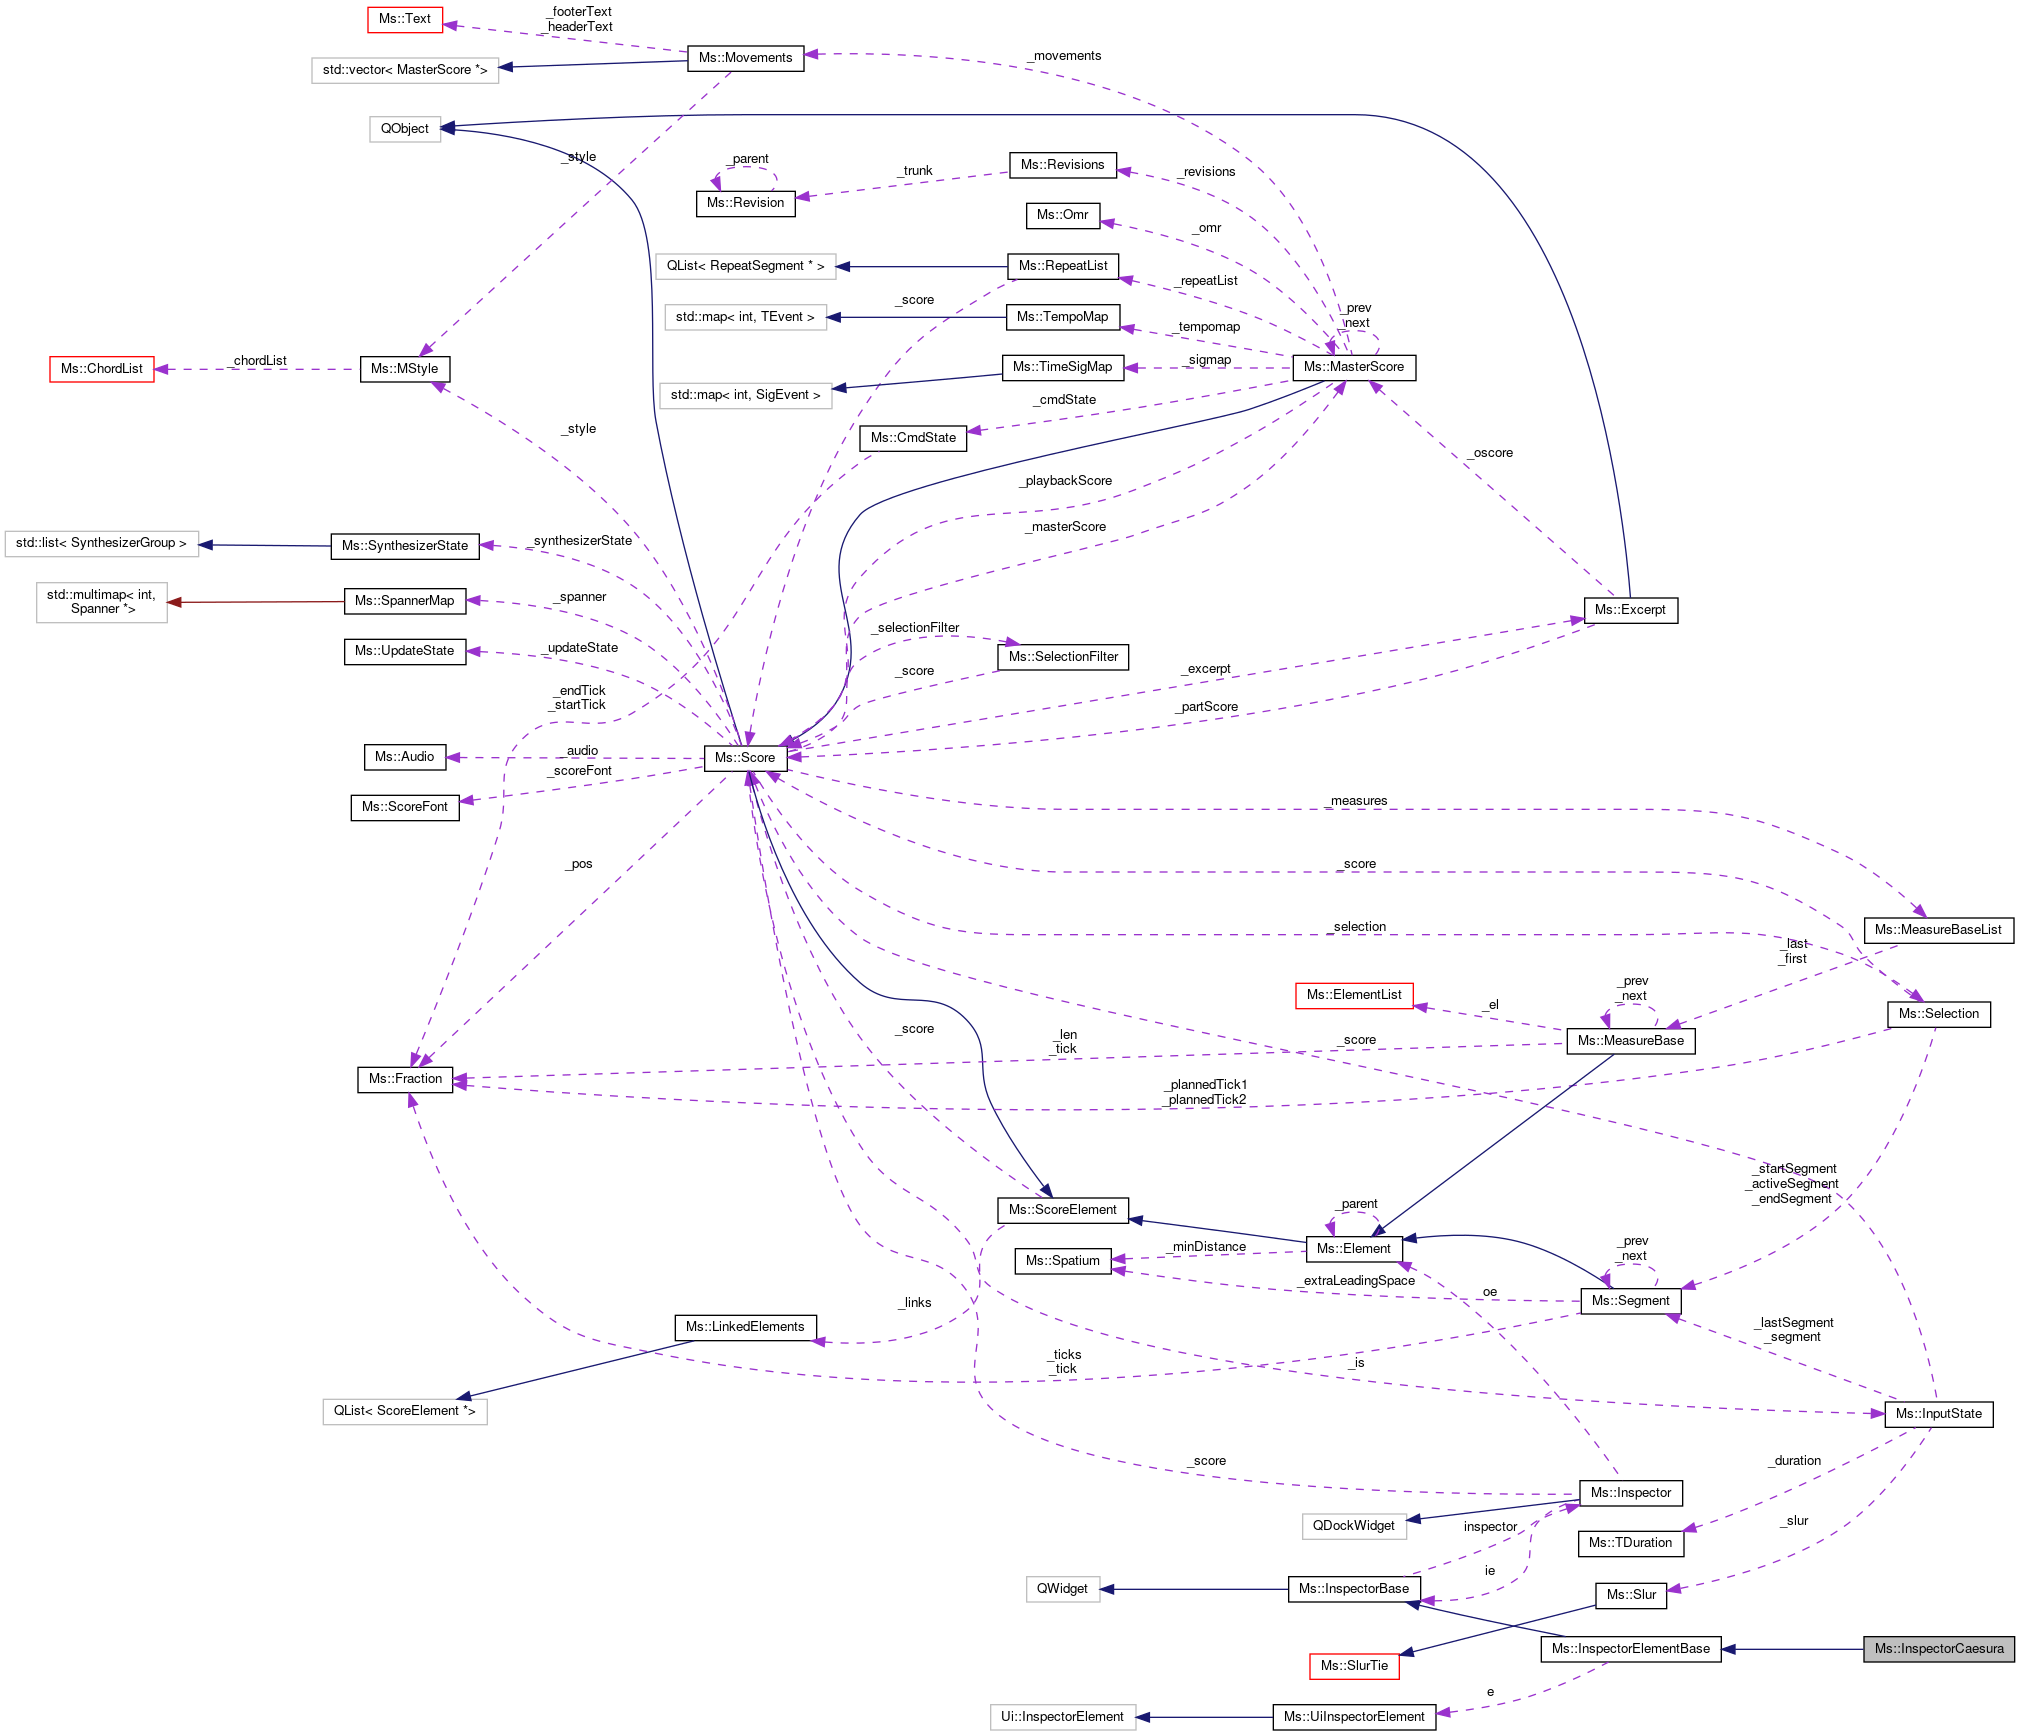 Ms::Text
_footerText
_headerText
Ms::Movements
_movements
std::vector< MasterScore *>
QObject
_style
_parent
Ms::Revisions
_revisions
_trunk
Ms::Revision
Ms::Omr
_omr
QList< RepeatSegment * >
Ms::RepeatList
_repeatList
_score
std::map< int, TEvent >
Ms::TempoMap
_tempomap
_prev
_next
Ms::ChordList
_chordList
Ms::MStyle
Ms::TimeSigMap
_sigmap
Ms::MasterScore
std::map< int, SigEvent >
_cmdState
_style
Ms::CmdState
_oscore
_playbackScore
_masterScore
std::list< SynthesizerGroup >
Ms::SynthesizerState
_synthesizerState
std::multimap< int,
Spanner *>
Ms::SpannerMap
_spanner
Ms::Excerpt
_selectionFilter
Ms::UpdateState
_updateState
Ms::SelectionFilter
_score
_excerpt
_endTick
_startTick
_partScore
Ms::Audio
_audio
Ms::Score
_scoreFont
Ms::ScoreFont
_measures
_pos
_score
_selection
Ms::MeasureBaseList
_last
_first
Ms::ElementList
_el
_prev
_next
Ms::Selection
_score
_len
_tick
_score
Ms::MeasureBase
Ms::Fraction
_plannedTick1
_plannedTick2
_startSegment
_activeSegment
_endSegment
Ms::ScoreElement
_parent
Ms::Element
_minDistance
Ms::Spatium
_prev
_next
_extraLeadingSpace
oe
Ms::Segment
_links
Ms::LinkedElements
_lastSegment
_segment
_ticks
_tick
_is
QList< ScoreElement *>
Ms::InputState
_score
_duration
Ms::Inspector
QDockWidget
inspector
_slur
Ms::TDuration
ie
QWidget
Ms::InspectorBase
Ms::Slur
Ms::InspectorElementBase
Ms::InspectorCaesura
Ms::SlurTie
e
Ui::InspectorElement
Ms::UiInspectorElement